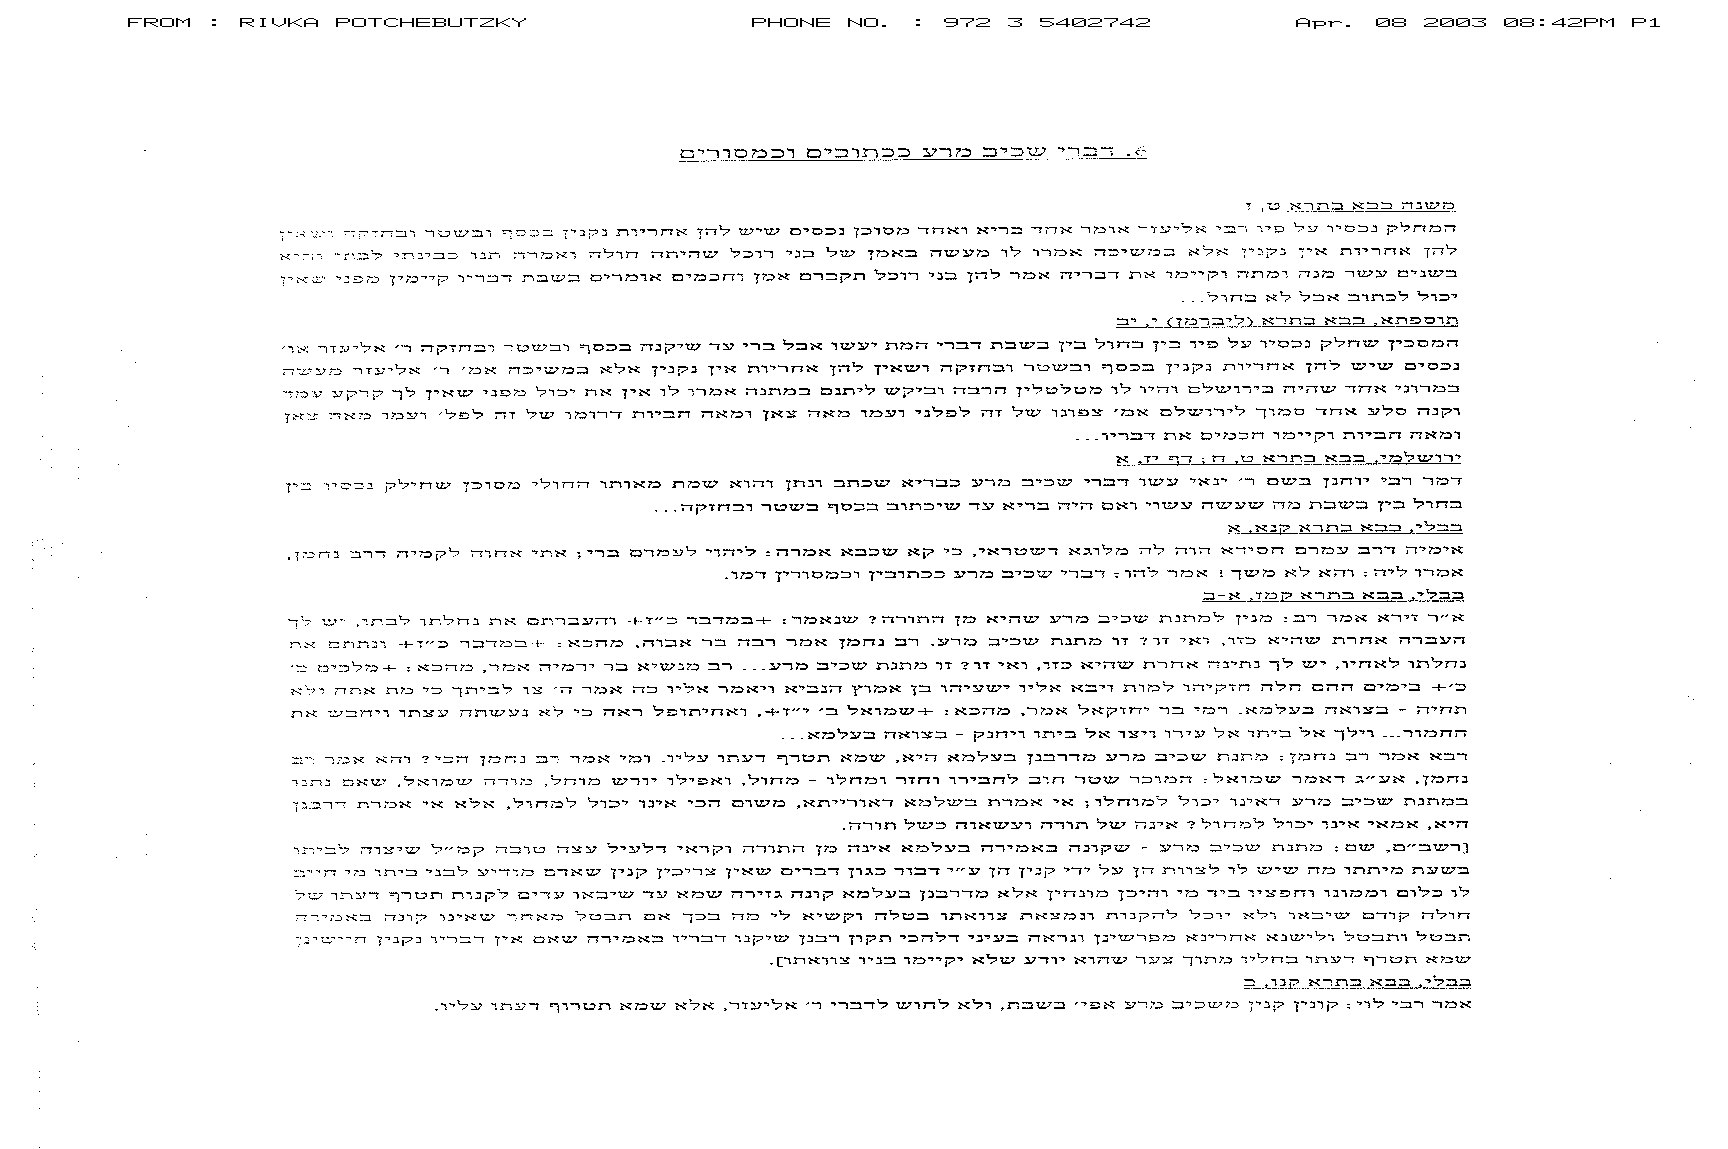 FROM : RIVKA POTCHEBUTZKY PHONE NO. : 972 3 5402742 Apr. 08 2003 08:42PM P1
6. דברי שכיב מרע ככתובים וכמסורים
משנה בבא בתרא ט, ז
המחלק נכסיו על פיו רבי אליעזר אומר אחד בריא ואחד מסוכן נכסים שיש להן אחריות נקנין בכסף ובשטר ובחזקה ושאין
להן אחריות אין נקנין אלא במשיכה אמרו לו מעשה באמן של בני רוכל שהיתה חולה ואמרה תנו כבינתי לבתי והיא
בשנים עשר מנה ומתה וקיימו את דבריה אמר להן בני רוכל תקברם אמן וחכמים אומרים בשבת דבריו קיימין מפני שאין
יכול לכתוב אבל לא בחול...
תוספתא, בבא בתרא (ליברמן) י, יב
המסכין שחלק נכסיו על פיו בין בחול בין בשבת דברי המת יעשו אבל ברי עד שיקנה בכסף ובשטר ובחזקה ר' אליעזר או'
נכסים שיש להן אחריות נקנין בכסף ובשטר ובחזקה ושאין להן אחריות אין נקנין אלא במשיכה אמ' ר' אליעזר מעשה
במרוני אחד שהיה בירושלם והיו לו מטלטלין הרבה וביקש ליתנם במתנה אמרו לו אין את יכול מפני שאין לך קרקע עמד
וקנה סלע אחד סמוך לירושלם אמ' צפונו של זה לפלני ועמו מאה צאן ומאה חביות דרומו של זה לפל' ועמו מאה צאן
ומאה חביות וקיימו חכמים את דבריו...
ירושלמי, בבא בתרא ט, ח; דף יז, א
דמר רבי יוחנן בשם ר' ינאי עשו דברי שכיב מרע כבריא שכתב ונתן והוא שמת מאותו החולי מסוכן שחילק נכסיו בין
בחול בין בשבת מה שעשה עשוי ואם היה בריא עד שיכתוב בכסף בשטר ובחזקה...
בבלי, בבא בתרא קנא, א
אימיה דרב עמרם חסידא הוה לה מלוגא דשטראי, כי קא שכבא אמרה: ליהוי לעמרם ברי; אתי אחוה לקמיה דרב נחמן,
אמרו ליה: והא לא משך! אמר להו: דברי שכיב מרע ככתובין וכמסורין דמו.
בבלי, בבא בתרא קמז, א-ב
א"ר זירא אמר רב: מנין למתנת שכיב מרע שהיא מן התורה? שנאמר: +במדבר כ"ז+ והעברתם את נחלתו לבתו, יש לך
העברה אחרת שהיא כזו, ואי זו? זו מתנת שכיב מרע. רב נחמן אמר רבה בר אבוה, מהכא: +במדבר כ"ז+ ונתתם את
נחלתו לאחיו, יש לך נתינה אחרת שהיא כזו, ואי זו? זו מתנת שכיב מרע... רב מנשיא בר ירמיה אמר, מהכא: +מלכים ב'
כ'+ בימים ההם חלה חזקיהו למות ויבא אליו ישעיהו בן אמוץ הנביא ויאמר אליו כה אמר ה' צו לביתך כי מת אתה ולא
תחיה - בצואה בעלמא. רמי בר יחזקאל אמר, מהכא: +שמואל ב' י"ז+, ואחיתופל ראה כי לא נעשתה עצתו ויחבש את
החמור... וילך אל ביתו אל עירו ויצו אל ביתו ויחנק - בצואה בעלמא...
רבא אמר רב נחמן: מתנת שכיב מרע מדרבנן בעלמא היא, שמא תטרף דעתו עליו. ומי אמר רב נחמן הכי? והא אמר רב
נחמן, אע"ג דאמר שמואל: המוכר שטר חוב לחבירו וחזר ומחלו - מחול, ואפילו יורש מוחל, מודה שמואל, שאם נתנו
במתנת שכיב מרע דאינו יכול למוחלו; אי אמרת בשלמא דאורייתא, משום הכי אינו יכול למחול, אלא אי אמרת דרבנן
היא, אמאי אינו יכול למחול? אינה של תורה ועשאוה כשל תורה.
[רשב"ם, שם: מתנת שכיב מרע - שקונה באמירה בעלמא אינה מן התורה וקראי דלעיל עצה טובה קמ"ל שיצוה לביתו
בשעת מיתתו מה שיש לו לצוות הן על ידי קנין הן ע"י דבור כגון דברים שאין צריכין קנין שאדם מודיע לבני ביתו מי חייב
לו כלום וממונו וחפציו ביד מי והיכן מונחין אלא מדרבנן בעלמא קונה גזירה שמא עד שיבאו עדים לקנות תטרף דעתו של
חולה קודם שיבאו ולא יוכל להקנות ונמצאת צוואתו בטלה וקשיא לי מה בכך אם תבטל מאחר שאינו קונה באמירה
תבטל ותבטל ולישנא אחרינא מפרשינן ונראה בעיני דלהכי תקון רבנן שיקנו דבריו באמירה שאם אין דבריו נקנין חיישינן
שמא תטרף דעתו בחליו מתוך צער שהוא יודע שלא יקיימו בניו צוואתו].
בבלי, בבא בתרא קנו, ב
אמר רבי לוי: קונין קנין משכיב מרע אפי' בשבת, ולא לחוש לדברי ר' אליעזר, אלא שמא תטרוף דעתו עליו.